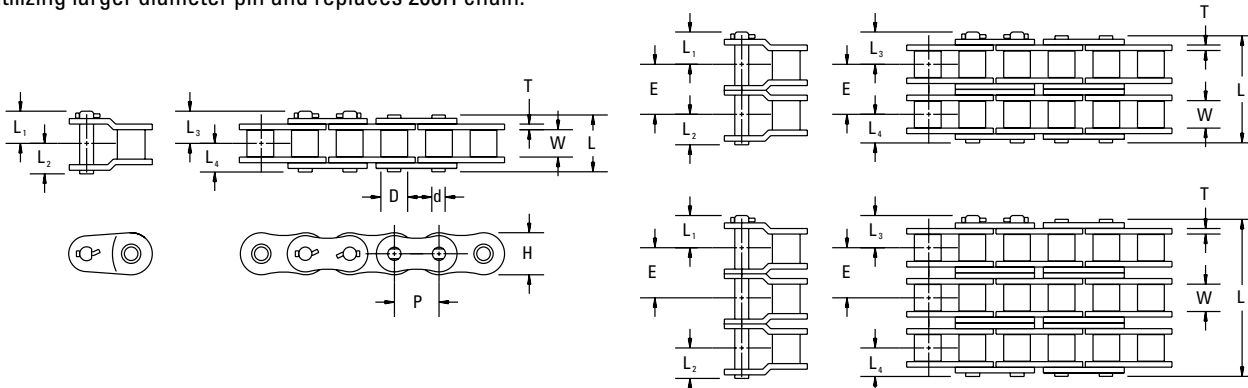 tilizing larger diameter pin and replaces 200H chain.
L1
L2
L3
L4
T
W
L
D
d
H
P
L1
E
L2
L3
E
L4
T
W
L
L1
E
L2
L3
E
L4
T
W
L